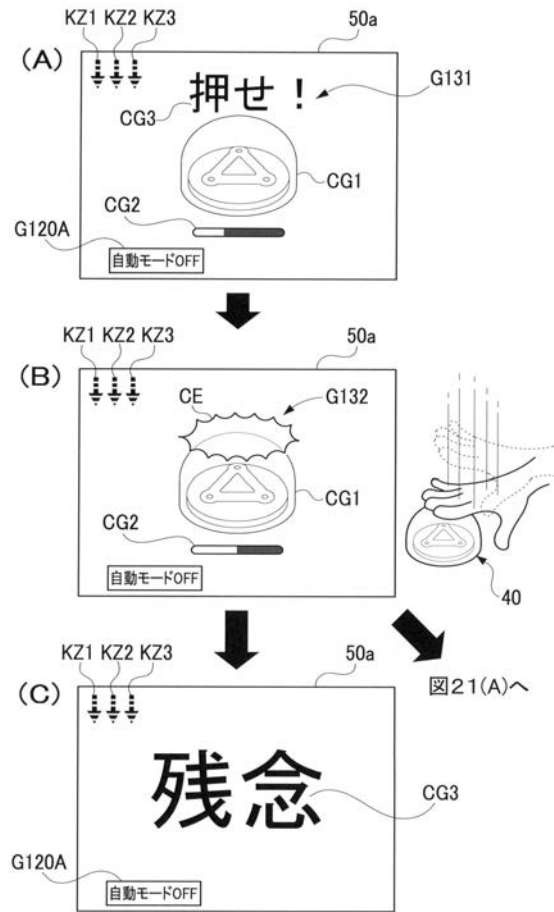 KZ1 KZ2 KZ3
50a
(A)
押せ！
G131
CG3
CG1
CG2
G120A
自動モードOFF
KZ1 KZ2 KZ3
50a
(B)
CE
G132
CG1
CG2
自動モードOFF
40
KZ1 KZ2 KZ3
50a
図21(A)へ
(C)
残念
CG3
G120A
自動モードOFF